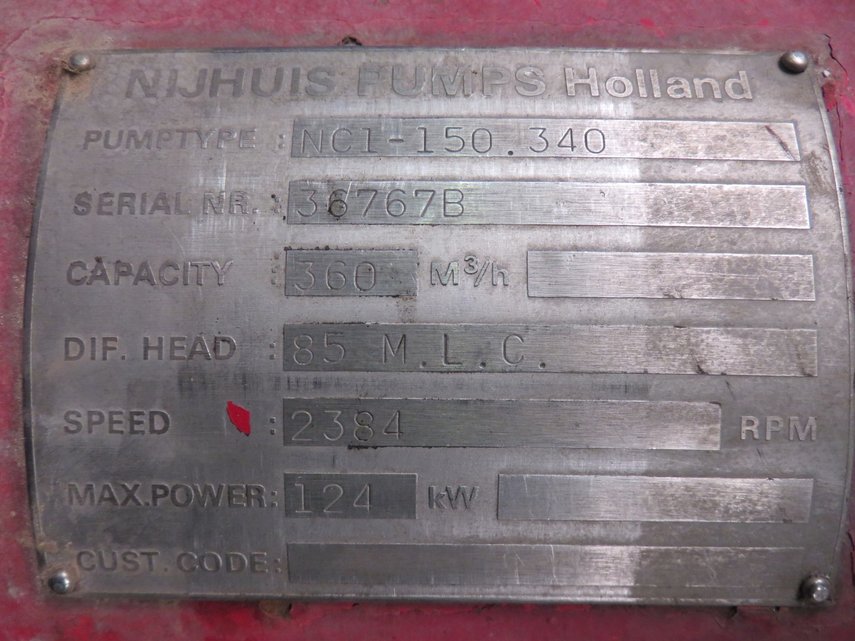 NIJHUIS PUMPS Holland
PUMPTYPE : NC1-150.340
SERIAL NR. : 36767B
CAPACITY : 360 M³/h
DIF. HEAD : 85 M.L.C.
SPEED : 2384 RPM
MAX.POWER: 124 kW
CUST. CODE: